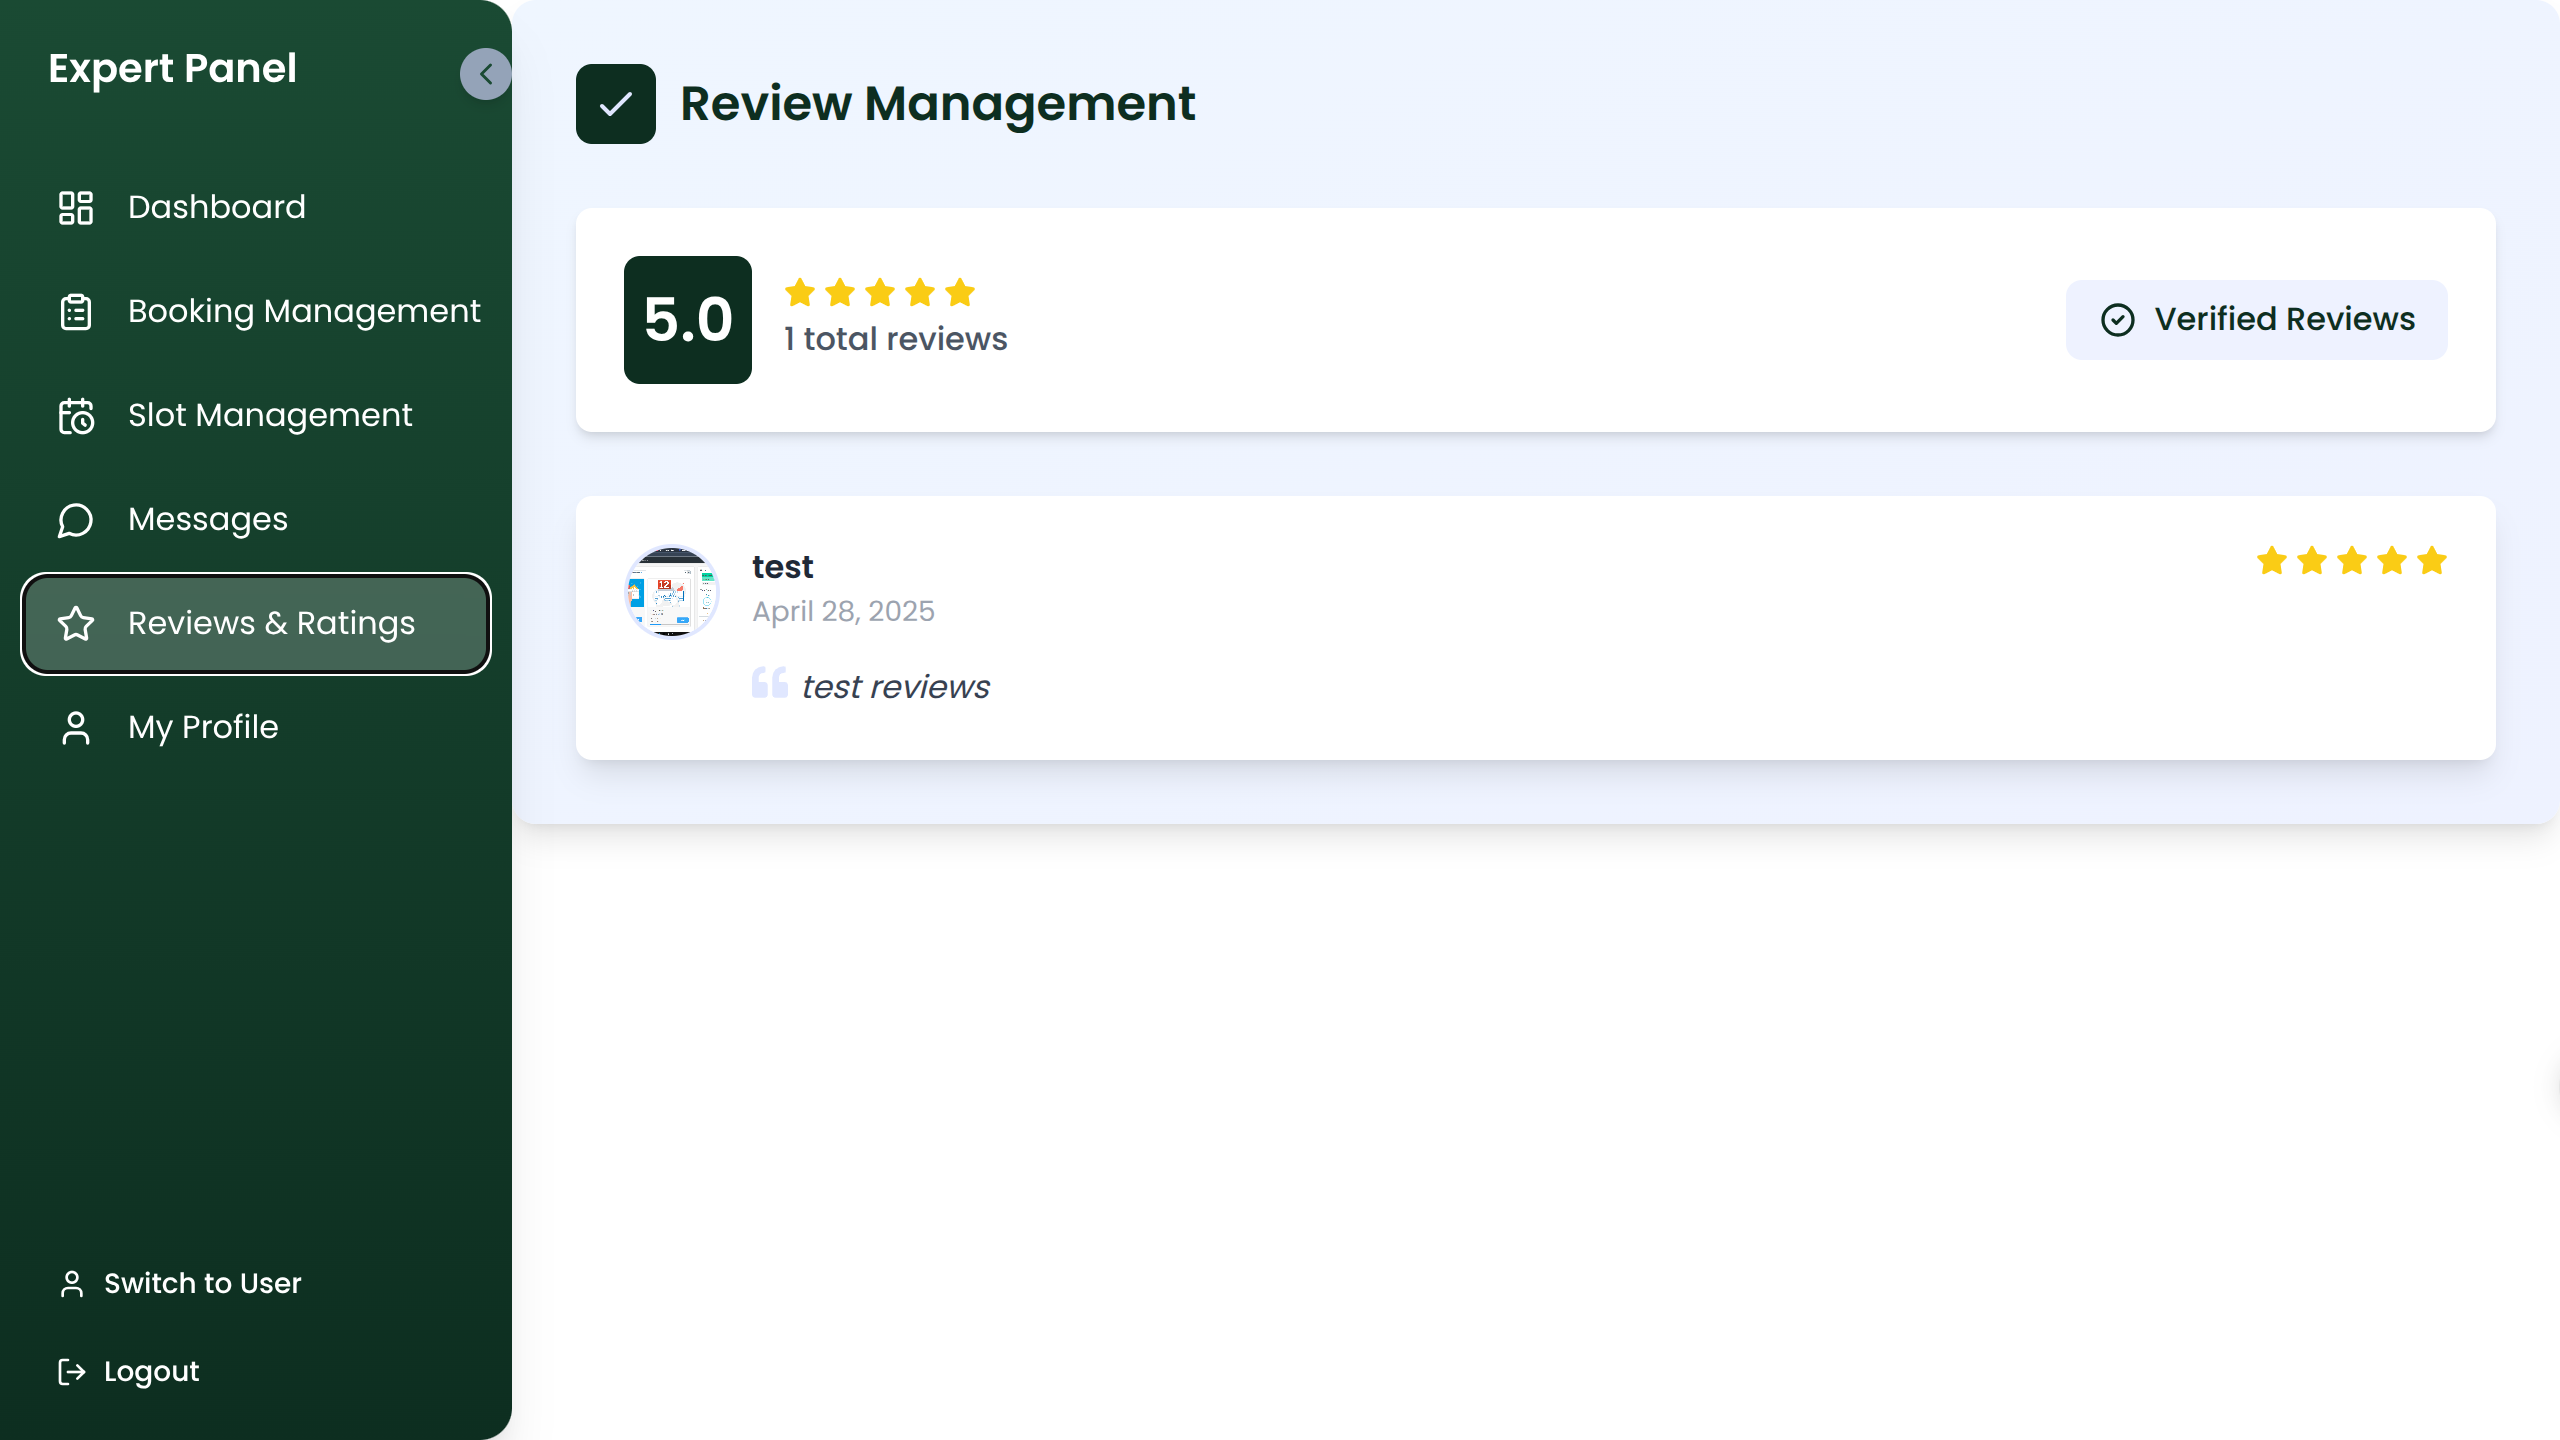 Expert Panel
Dashboard
Booking Management
Slot Management
Messages
Reviews & Ratings
My Profile
Switch to User
Logout
Review Management
5.0
1 total reviews
Verified Reviews
12
test
April 28, 2025
test reviews